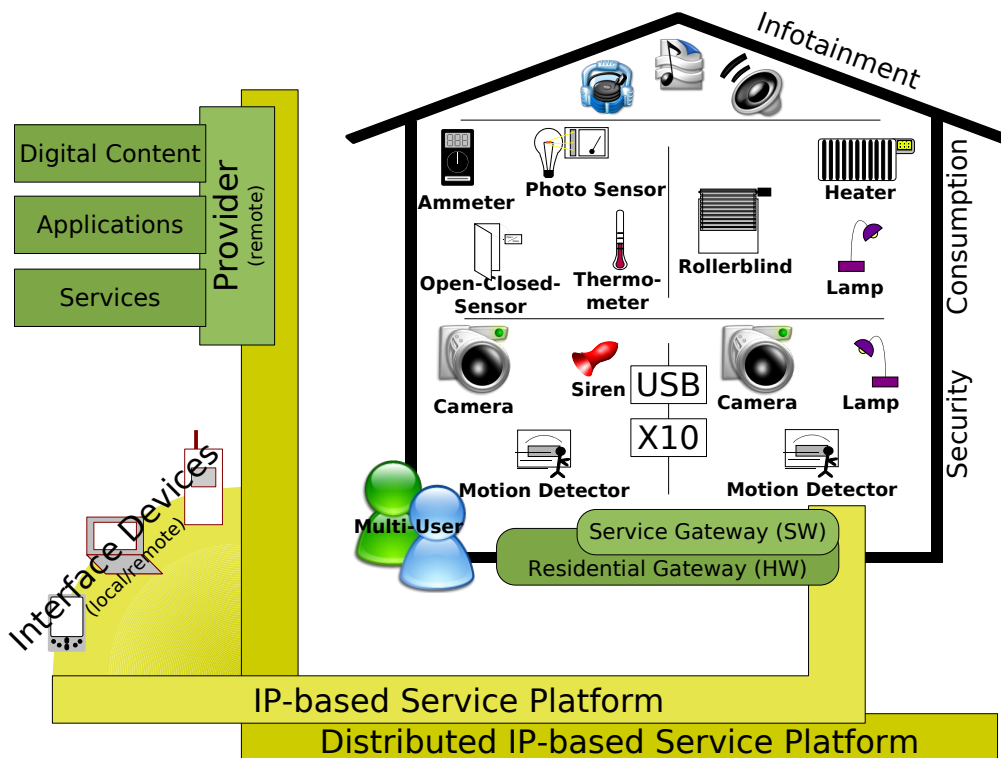 Infotainment
Digital Content
Applications
Services
Provider
(remote)
Ammeter
Photo Sensor
Heater
Open-Closed-
Sensor
Thermo-
meter
Rollerblind
Lamp
Consumption
Camera
Siren
USB
X10
Camera
Lamp
Security
Motion Detector
Motion Detector
Multi-User
Service Gateway (SW)
Residential Gateway (HW)
Interface Devices
(local/remote)
IP-based Service Platform
Distributed IP-based Service Platform